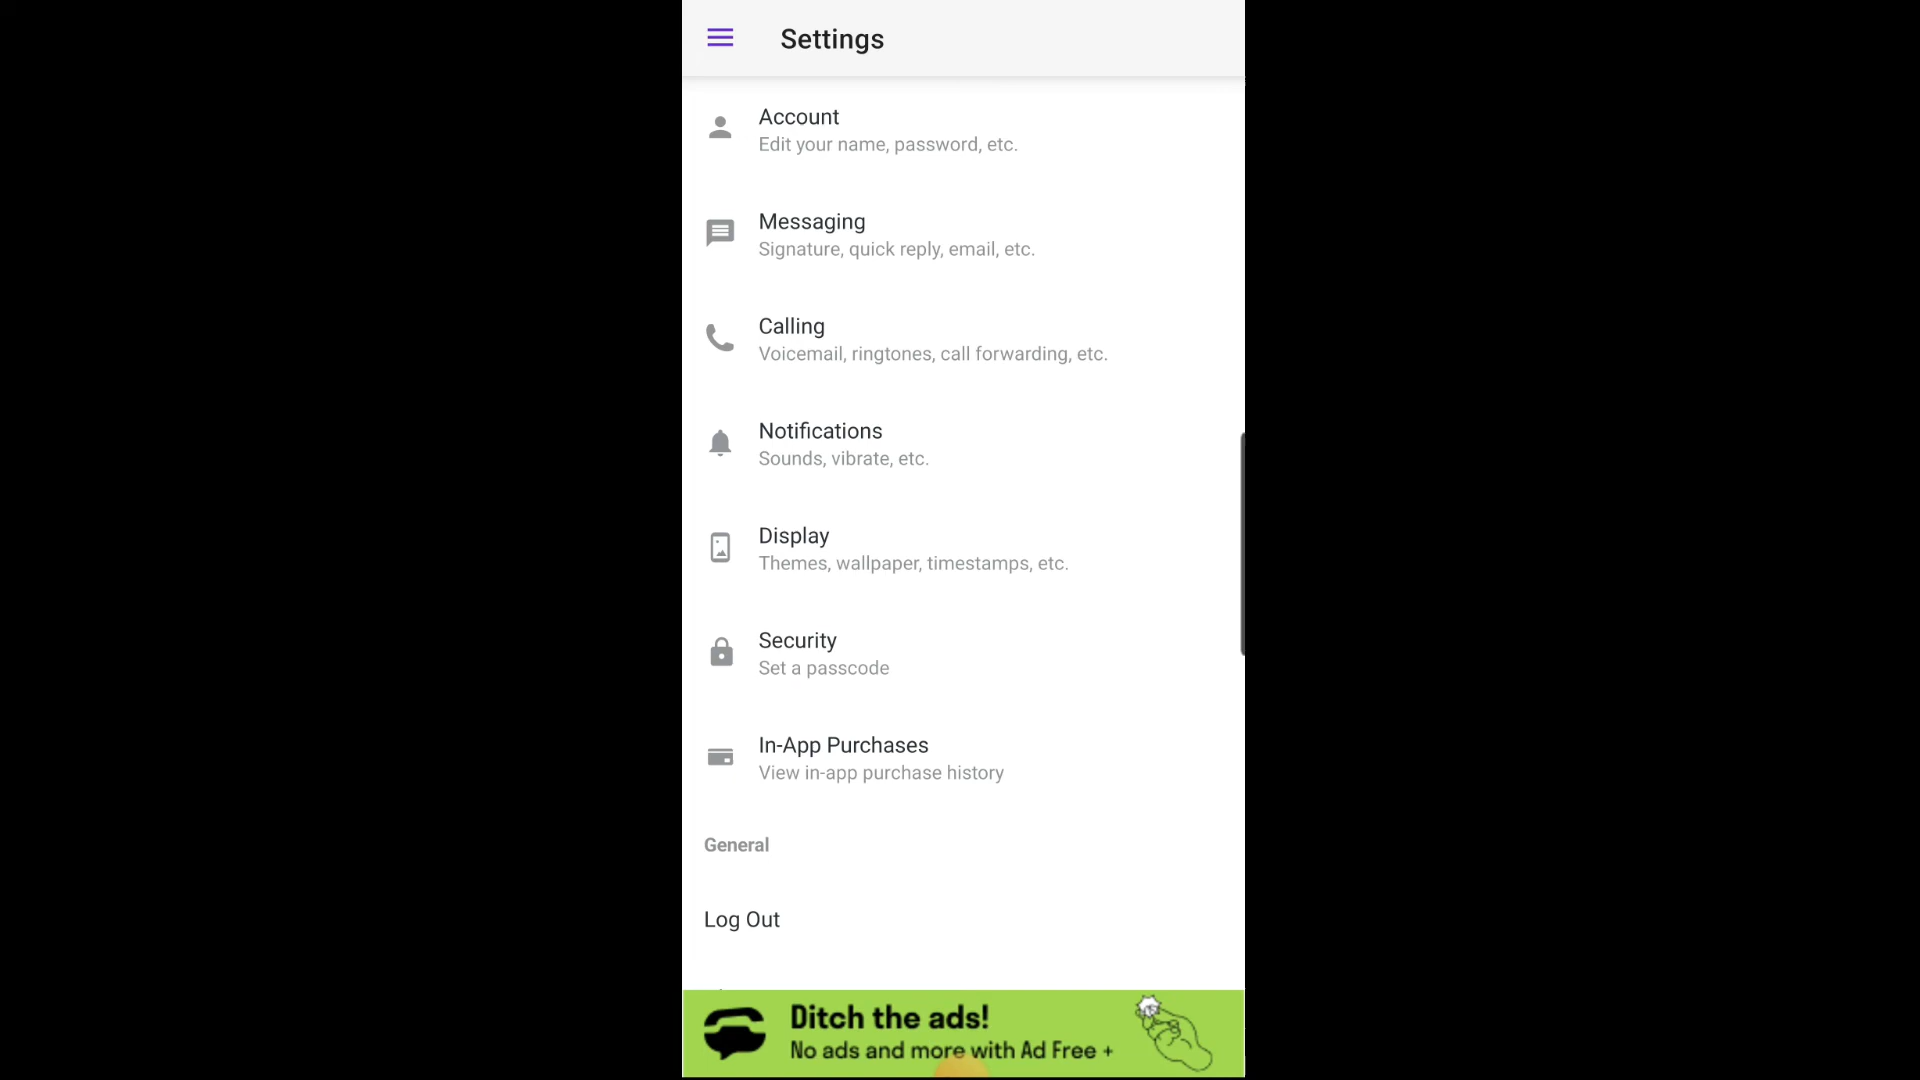 Settings
Account
Edit your name, password, etc.
Messaging
Signature, quick reply, email, etc.
Calling
Voicemail, ringtones, call forwarding, etc.
Notifications
Sounds, vibrate, etc.
Display
Themes, wallpaper, timestamps, etc.
Security
Set a passcode
In-App Purchases
View in-app purchase history
General
Log Out
Ditch the ads!
No ads and more with Ad Free +